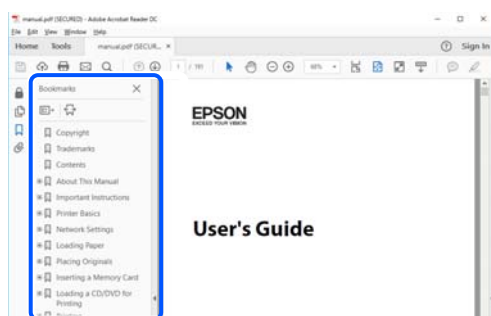 manual.pdf (SECURED) - Adobe Acrobat Reader DC
File Edit View Window Help
Home Tools manual.pdf (SECUR... × Sign In
1 / 191
Bookmarks
EPSON
EXCEED YOUR VISION
Copyright
Trademarks
Contents
About This Manual
Important Instructions
Printer Basics
Network Settings
User's Guide
Loading Paper
Placing Originals
Inserting a Memory Card
Loading a CD/DVD for
Printing